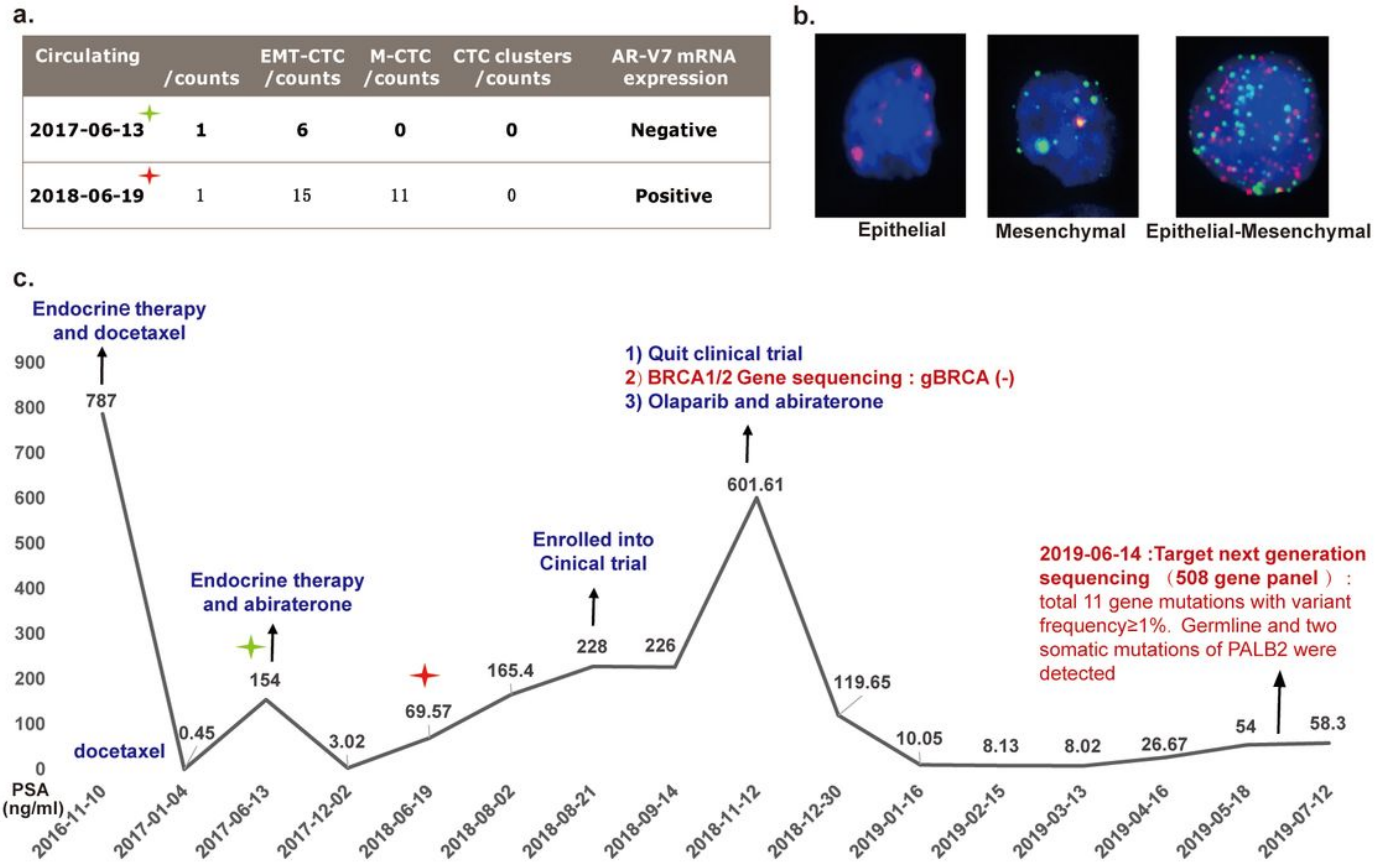 a.
Circulating /counts EMT-CTC /counts M-CTC /counts CTC clusters /counts AR-V7 mRNA expression
2017-06-13 1 6 0 0 Negative
2018-06-19 1 15 11 0 Positive
b.
Epithelial
Mesenchymal
Epithelial-Mesenchymal
c.
Endocrine therapy
and docetaxel
1) Quit clinical trial
2) BRCA1/2 Gene sequencing : gBRCA (-)
3) Olaparib and abiraterone
Enrolled into
Cinical trial
Endocrine therapy
and abiraterone
2019-06-14 :Target next generation
sequencing （508 gene panel ）:
total 11 gene mutations with variant
frequency≥1%. Germline and two
somatic mutations of PALB2 were
detected
docetaxel
900
800
700
600
500
400
300
200
100
0
PSA
(ng/ml)
787
0.45
154
3.02
69.57
165.4
228
226
601.61
119.65
10.05
8.13
8.02
26.67
54
58.3
2016-11-10
2017-01-04
2017-06-13
2017-12-02
2018-06-19
2018-08-02
2018-08-21
2018-09-14
2018-11-12
2018-12-30
2019-01-16
2019-02-15
2019-03-13
2019-04-16
2019-05-18
2019-07-12